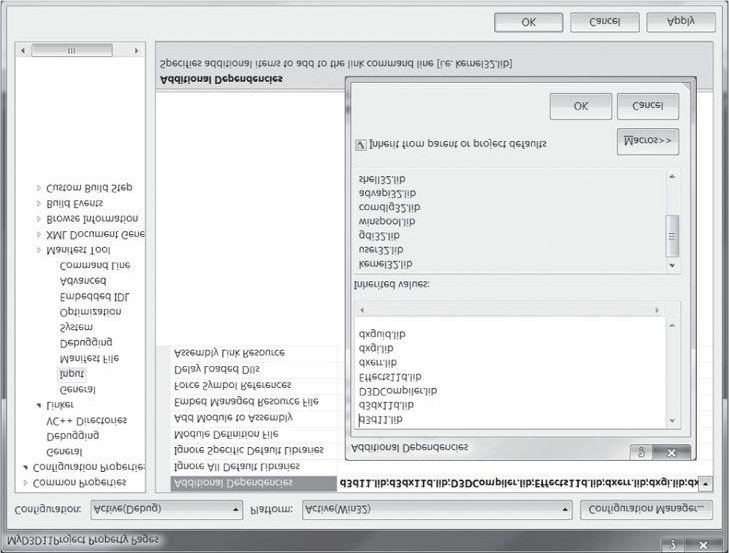 MyD3D11Project Property Pages
Configuration: Active(Debug) Platform: Active(Win32) Configuration Manager...
Common Properties
Configuration Propertie
General
Debugging
VC++ Directories
Linker
General
Input
Manifest File
Debugging
System
Optimization
Embedded IDL
Advanced
Command Line
Manifest Tool
XML Document Gene
Browse Information
Build Events
Custom Build Step
Additional Dependencies d3d11.lib;d3dx11d.lib;D3DCompiler.lib;Effects11d.lib;dxerr.lib;dxgi.lib;dx
Ignore All Default Libraries
Ignore Specific Default Libraries
Module Definition File
Add Module to Assembly
Embed Managed Resource File
Force Symbol References
Delay Loaded Dlls
Assembly Link Resource
Additional Dependencies
d3d11.lib
d3dx11d.lib
D3DCompiler.lib
Effects11d.lib
dxerr.lib
dxgi.lib
dxguid.lib
Inherited values:
kernel32.lib
user32.lib
gdi32.lib
winspool.lib
comdlg32.lib
advapi32.lib
shell32.lib
Inherit from parent or project defaults
Macros>>
OK Cancel
Additional Dependencies
Specifies additional items to add to the link command line [i.e. kernel32.lib]
OK Cancel Apply